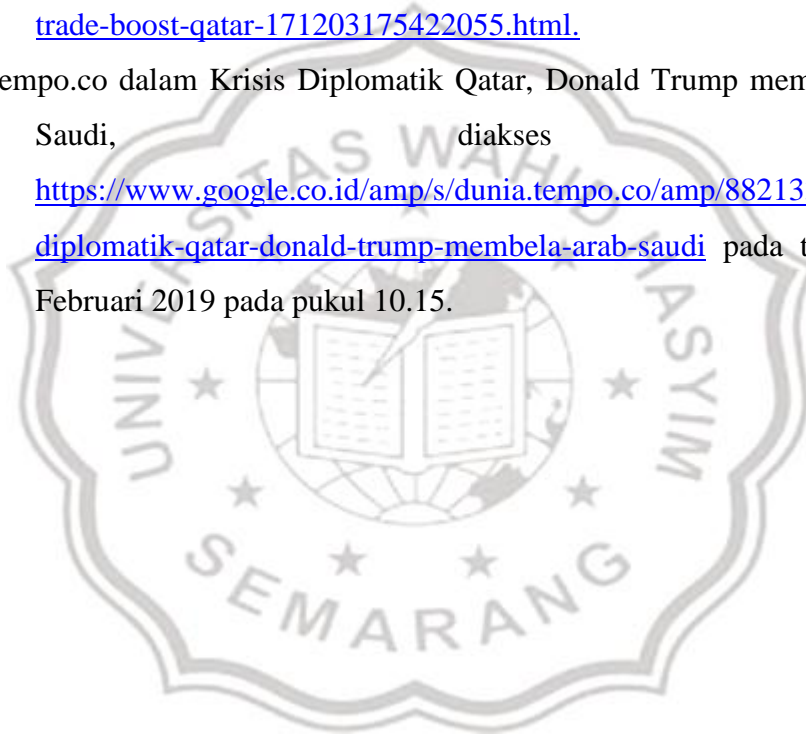 trade-boost-qatar-171203175422055.html.
empo.co dalam Krisis Diplomatik Qatar, Donald Trump mem
Saudi, diakses
https://www.google.co.id/amp/s/dunia.tempo.co/amp/88213
diplomatik-qatar-donald-trump-membela-arab-saudi pada t
Februari 2019 pada pukul 10.15.
UNIVERSITAS WAHID HASYIM
SEMARANG